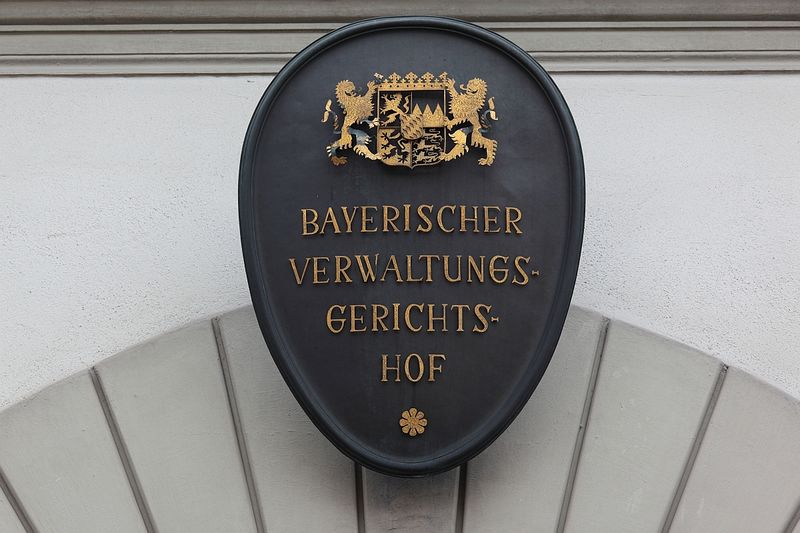 BAYERISCHER
VERWALTUNGS-
GERICHTS-
HOF